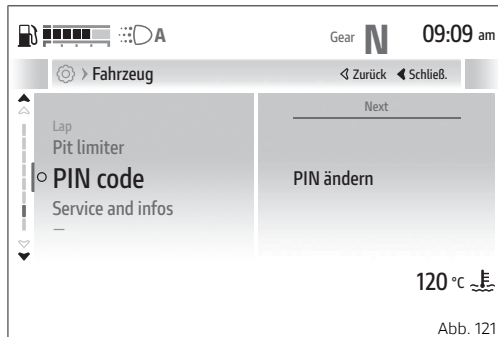 A Gear N 09:09 am
Fahrzeug Zurück Schließ.
Lap
Pit limiter
PIN code
Service and infos
—
Next
PIN ändern
120 °C
Abb. 121